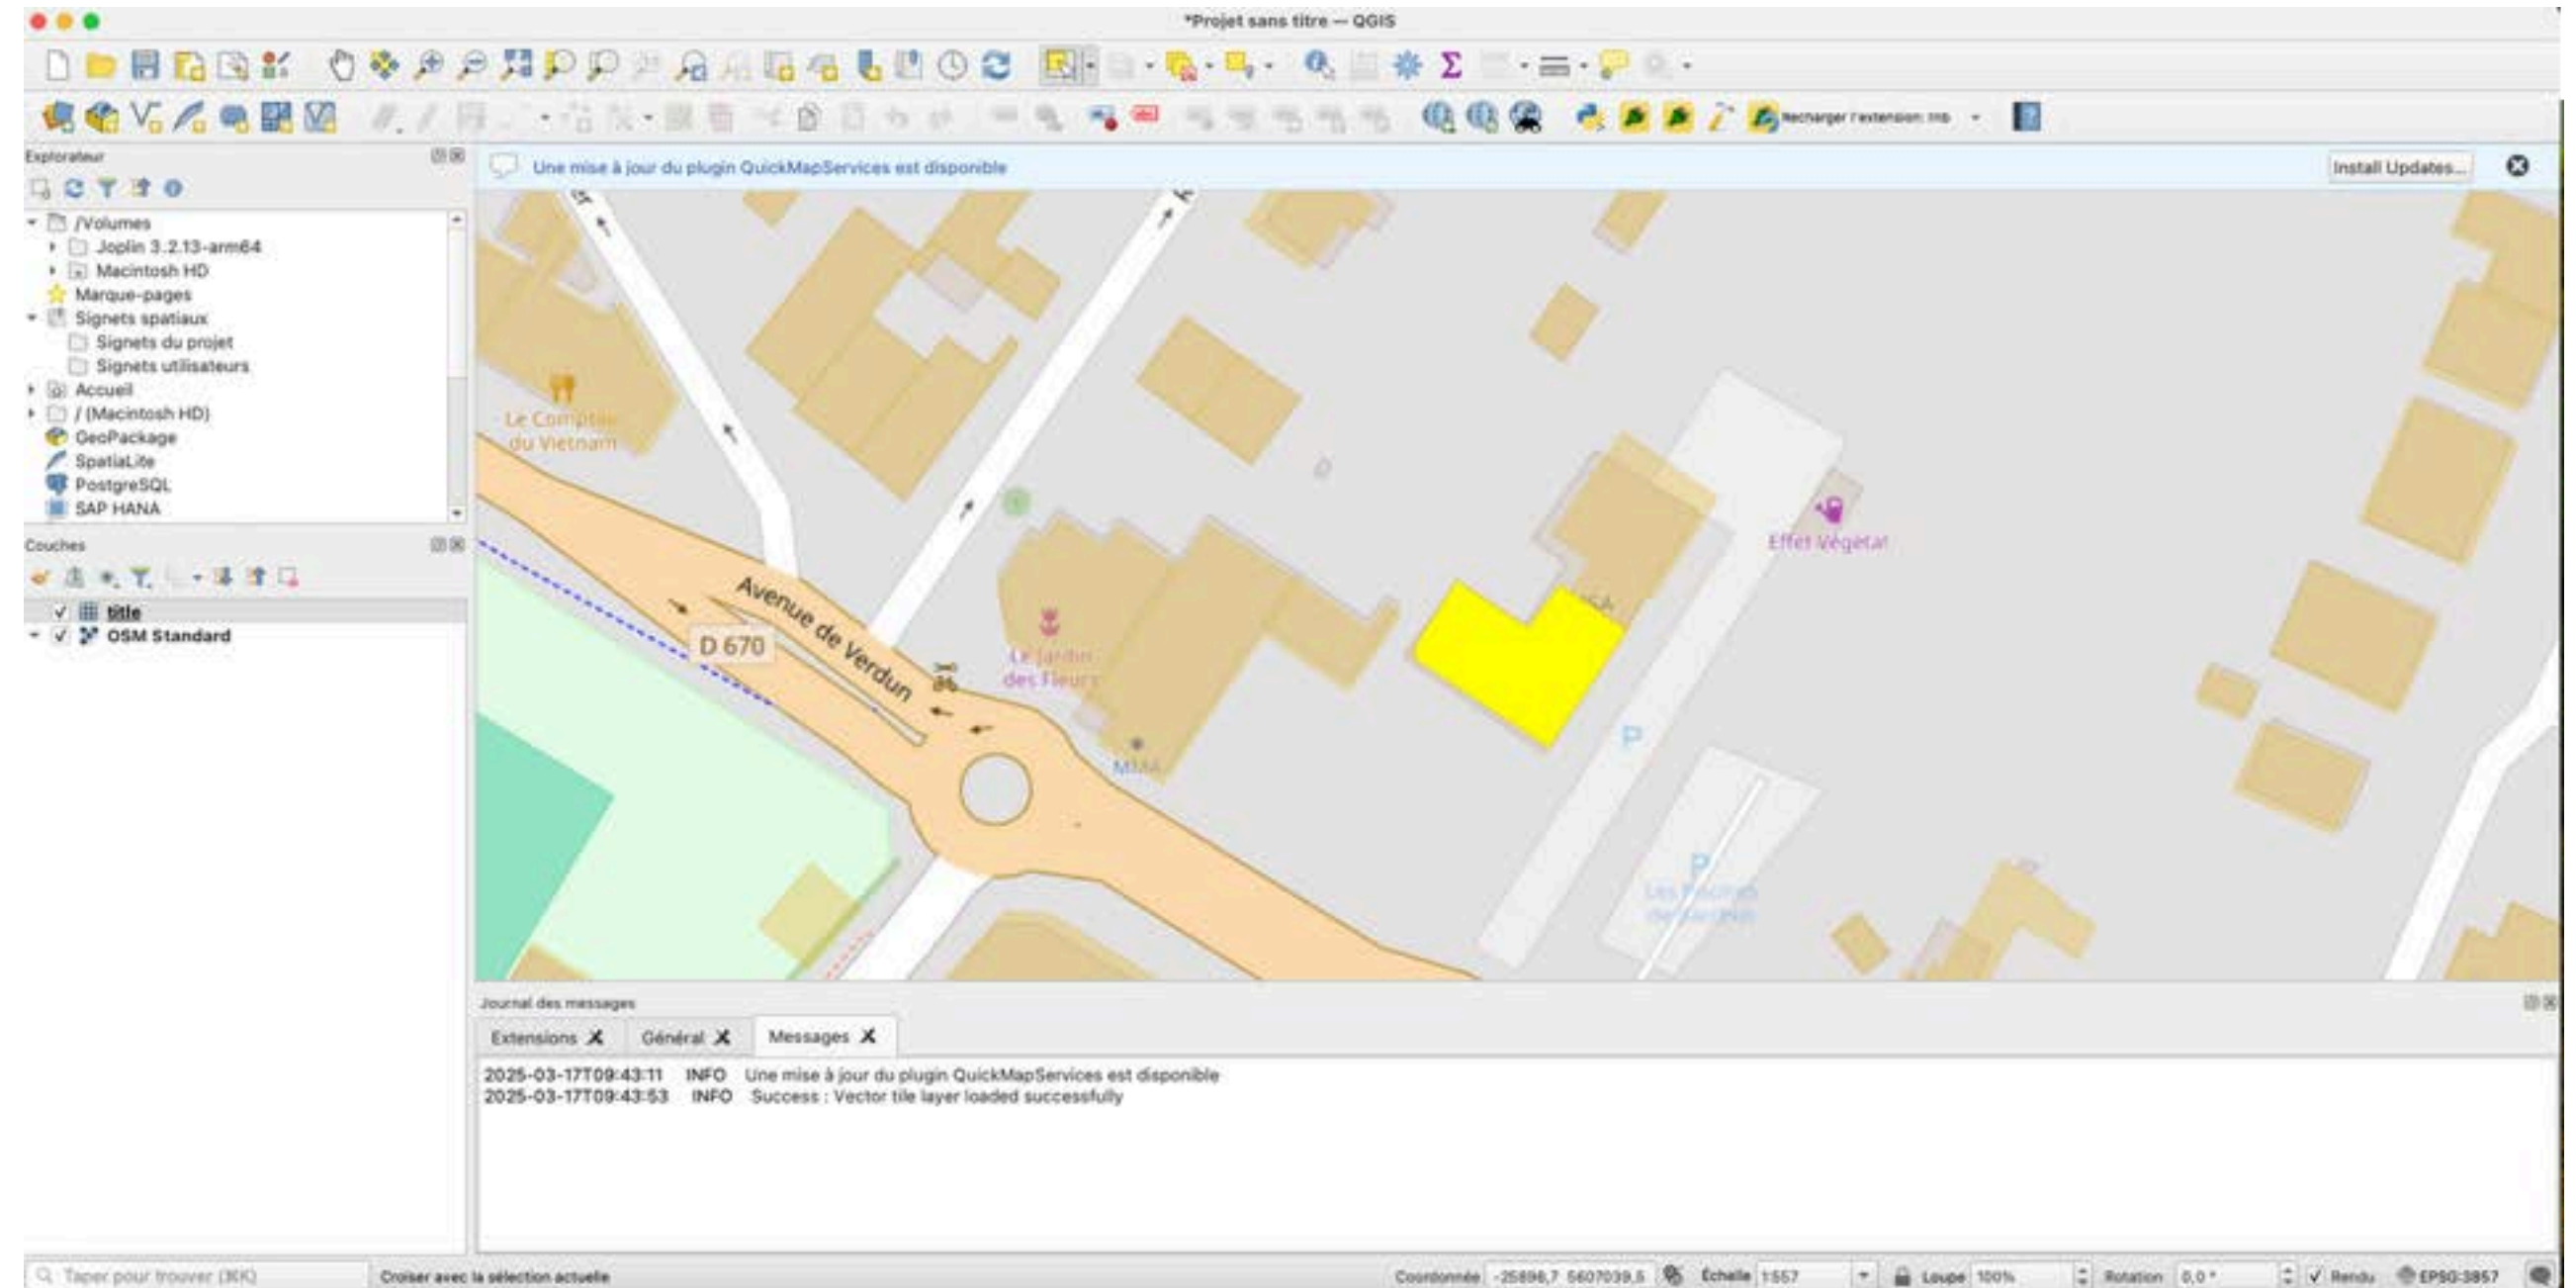 *Projet sans titre — QGIS
Recharger l'extension: rnb
Explorateur
/Volumes
Joplin 3.2.13-arm64
Macintosh HD
Marque-pages
Signets spatiaux
Signets du projet
Signets utilisateurs
Accueil
/ (Macintosh HD)
GeoPackage
SpatiaLite
PostgreSQL
SAP HANA
Couches
title
OSM Standard
Une mise à jour du plugin QuickMapServices est disponible
Install Updates...
Le Comptoir
du Vietnam
Effet Végétal
Avenue de Verdun
D 670
Le Jardin
des Fleurs
MMA
P
P
Journal des messages
Extensions
Général
Messages
2025-03-17T09:43:11 INFO Une mise à jour du plugin QuickMapServices est disponible
2025-03-17T09:43:53 INFO Success : Vector tile layer loaded successfully
Taper pour trouver (⌘K)
Croiser avec la sélection actuelle
Coordonnée -25898,7 5607039,5
Échelle 1:557
Loupe 100%
Rotation 0,0 °
Rendu
EPSG:3857